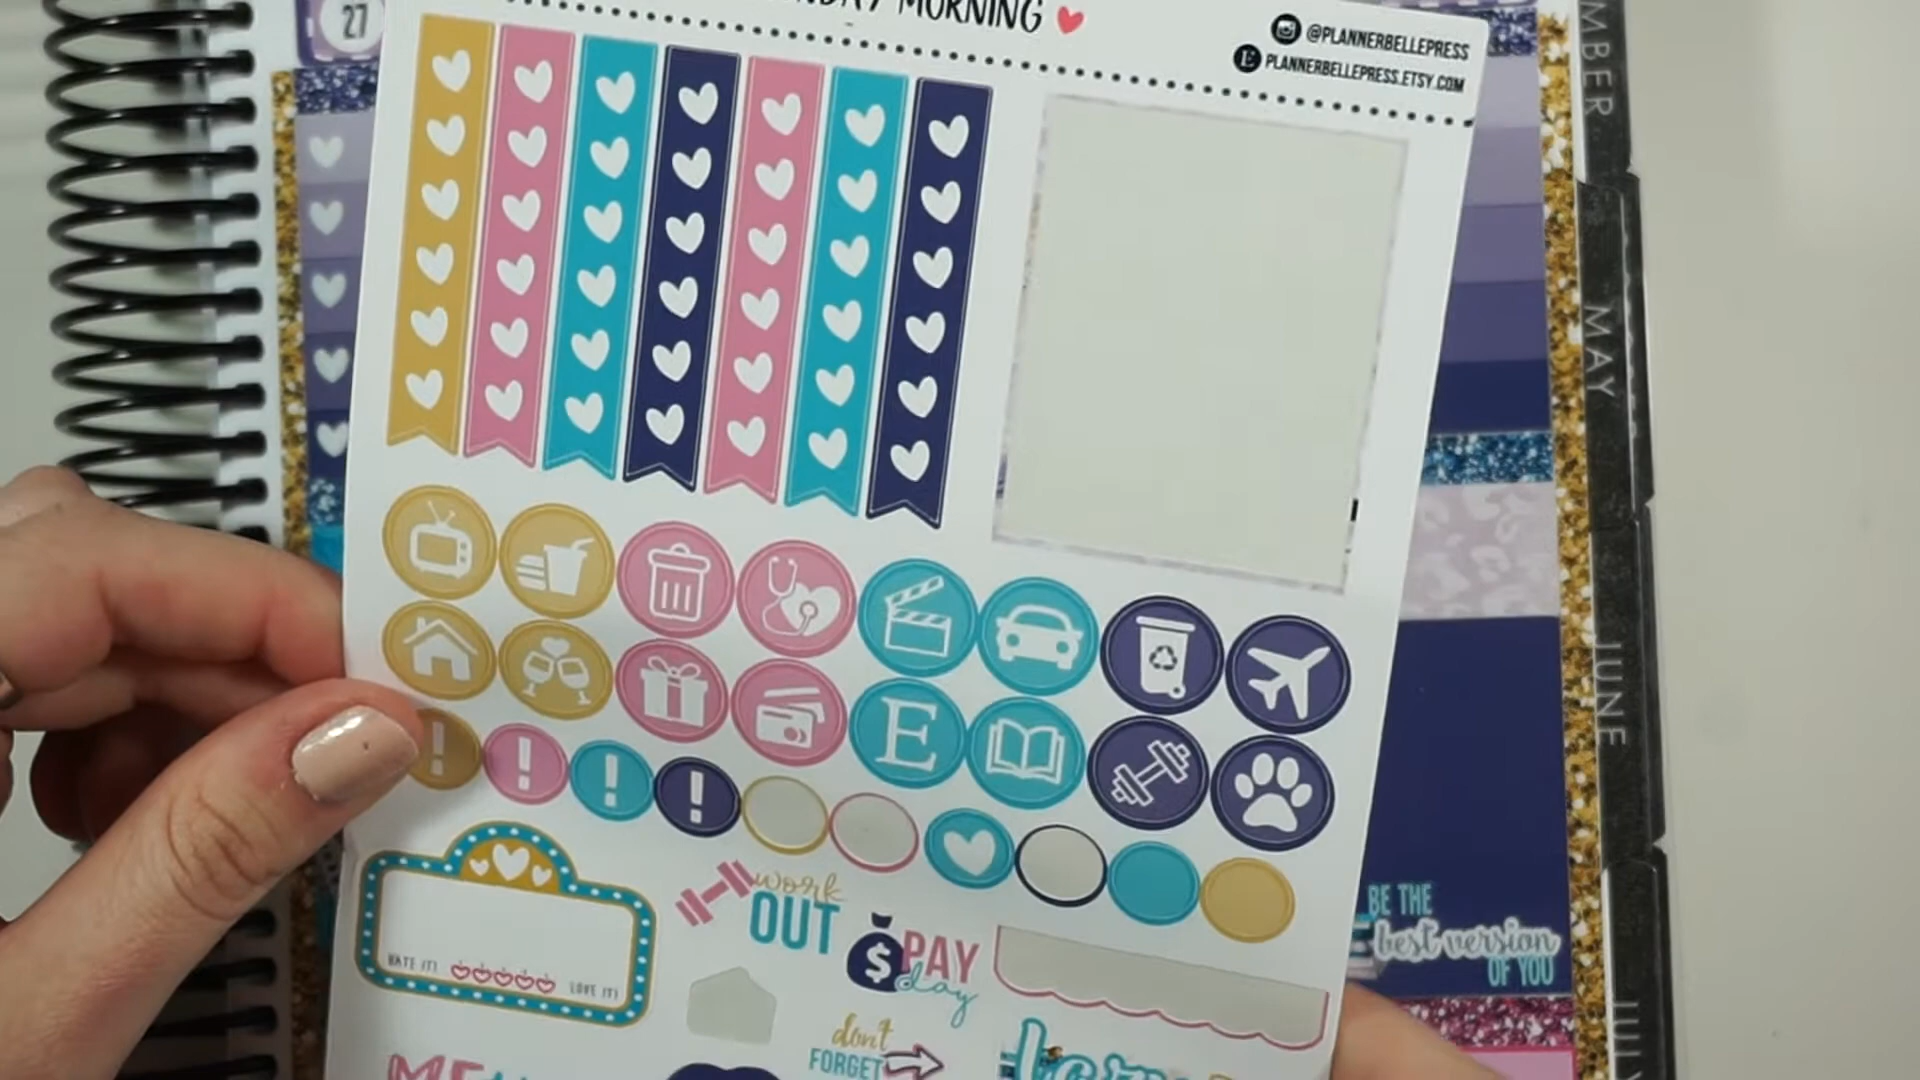 27
MORNING
@PLANNERBELLEPRESS
PLANNERBELLEPRESS.ETSY.COM
E
HATE IT!
LOVE IT!
work
OUT
$
PAY
day
don't
FORGET
BE THE
best version
OF YOU
MBER
MAY
JUNE
JULY